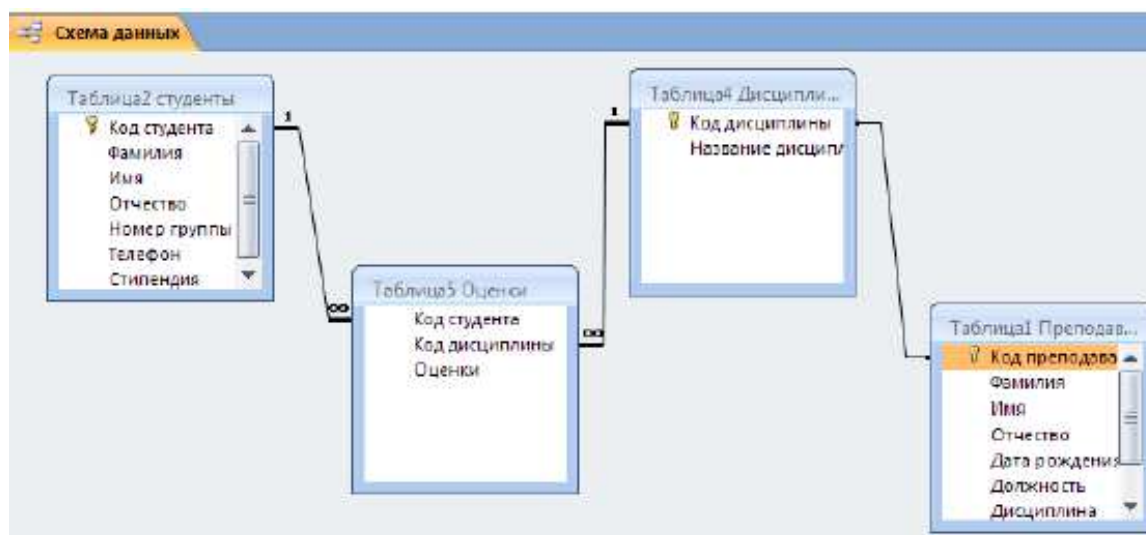 Схема данных
Таблица2 студенты
Код студента
Фамилия
Имя
Отчество
Номер группы
Телефон
Стипендия
1
∞
Таблица5 Оценки
Код студента
Код дисциплины
Оценки
∞
1
Таблица4 Дисципли...
Код дисциплины
Название дисципл
Таблица1 Преподав...
Код преподава
Фамилия
Имя
Отчество
Дата рождения
Должность
Дисциплина